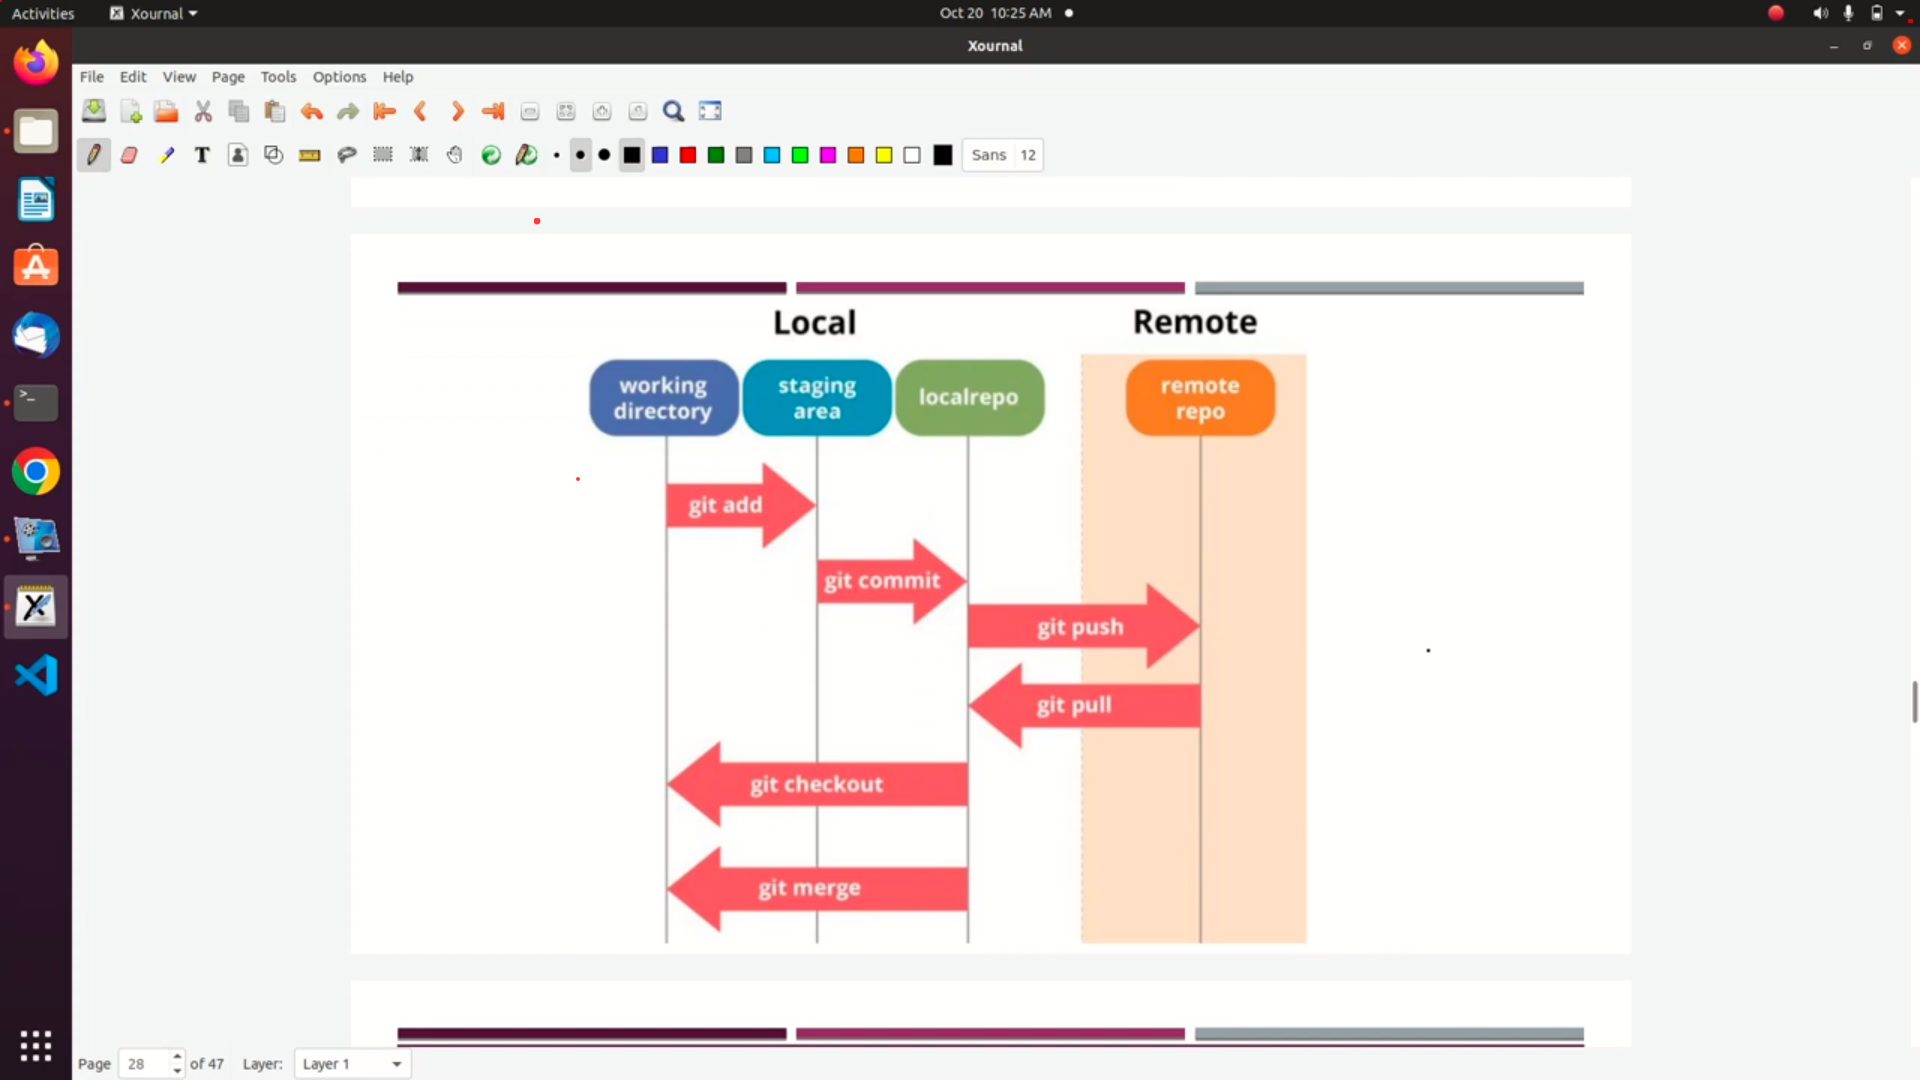 Activities
Xournal
Oct 20 10:25 AM
Xournal
File Edit View Page Tools Options Help
Sans 12
Local
Remote
working
directory
staging
area
localrepo
remote
repo
git add
git commit
git push
git pull
git checkout
git merge
Page 28 of 47 Layer: Layer 1